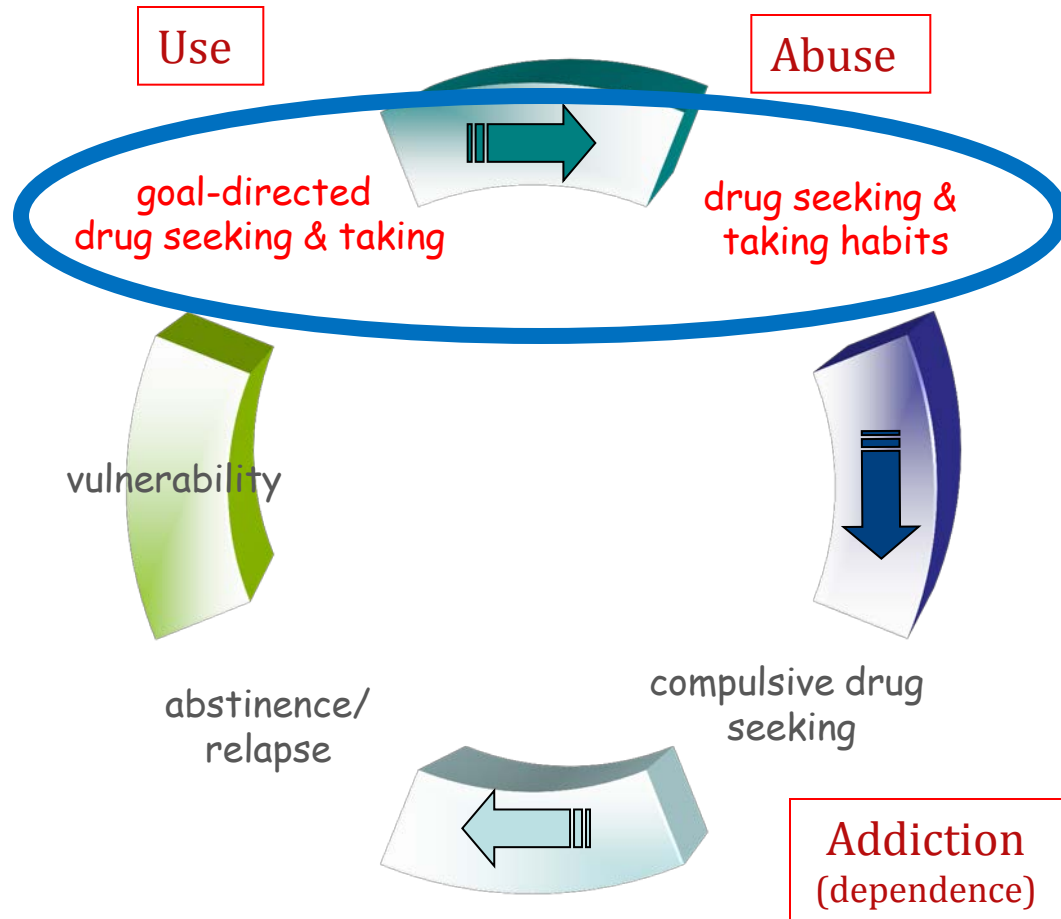 Use
Abuse
goal-directed
drug seeking & taking
drug seeking &
taking habits
vulnerability
compulsive drug
seeking
abstinence/
relapse
Addiction
(dependence)